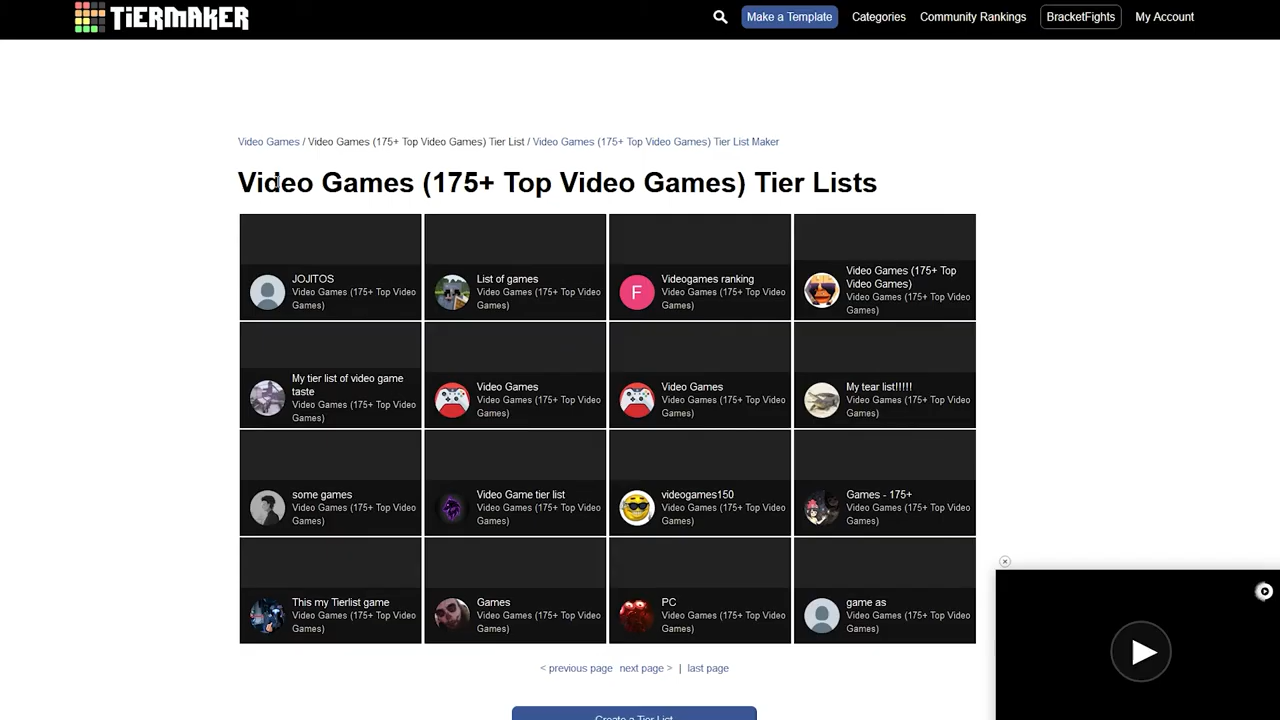 TiERMAKER
Make a Template
Categories
Community Rankings
BracketFights
My Account
Video Games / Video Games (175+ Top Video Games) Tier List / Video Games (175+ Top Video Games) Tier List Maker
Video Games (175+ Top Video Games) Tier Lists
JOJITOS
Video Games (175+ Top Video
Games)
List of games
Video Games (175+ Top Video
Games)
F
Videogames ranking
Video Games (175+ Top Video
Games)
Video Games (175+ Top
Video Games)
Video Games (175+ Top Video
Games)
My tier list of video game
taste
Video Games (175+ Top Video
Games)
Video Games
Video Games (175+ Top Video
Games)
Video Games
Video Games (175+ Top Video
Games)
My tear list!!!!!
Video Games (175+ Top Video
Games)
some games
Video Games (175+ Top Video
Games)
Video Game tier list
Video Games (175+ Top Video
Games)
videogames150
Video Games (175+ Top Video
Games)
Games - 175+
Video Games (175+ Top Video
Games)
This my Tierlist game
Video Games (175+ Top Video
Games)
Games
Video Games (175+ Top Video
Games)
PC
Video Games (175+ Top Video
Games)
game as
Video Games (175+ Top Video
Games)
< previous page next page > | last page
Create a Tier List